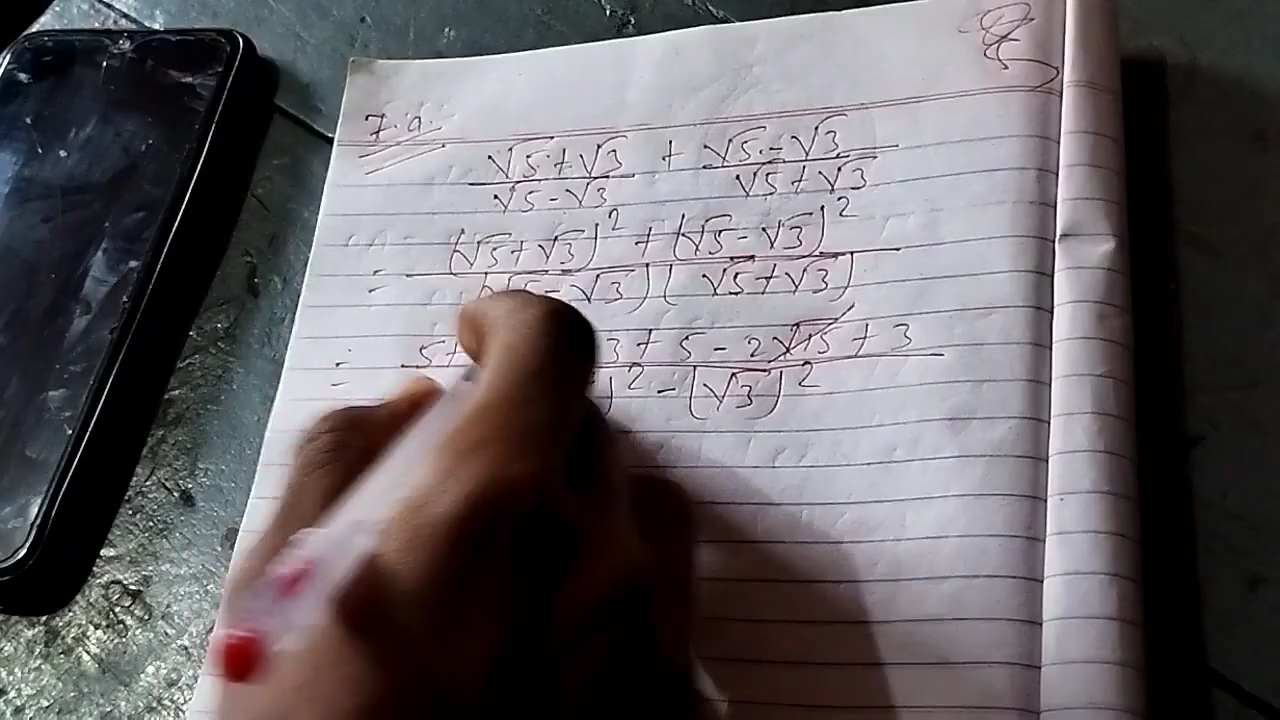 7.a.
√5+√3 / √5-√3 + √5-√3 / √5+√3
= (√5+√3)² + (√5-√3)² / (√5-√3)(√5+√3)
= 5+ 3 + 5 - 2√15 + 3 / )² - (√3)²